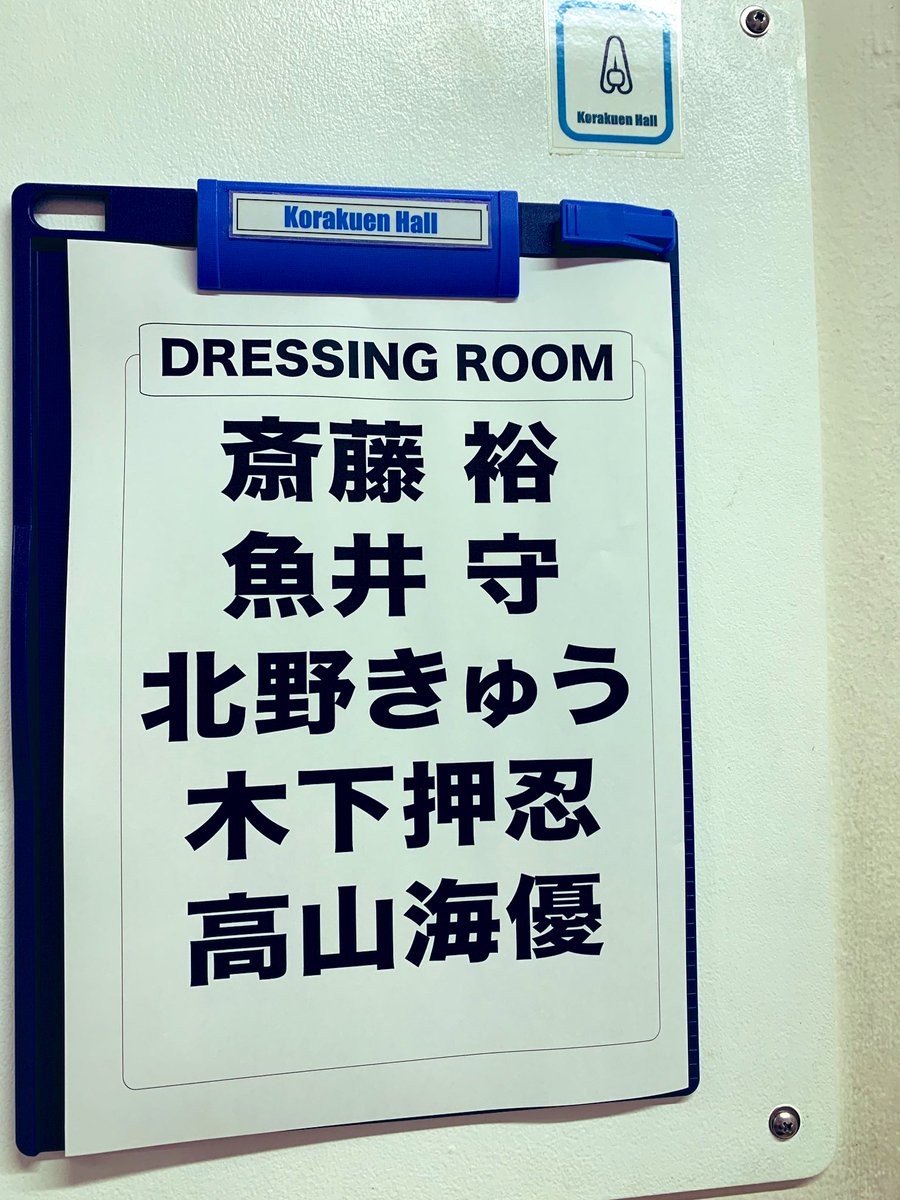 Korakuen Hall
Korakuen Hall
DRESSING ROOM
斎藤 裕
魚井 守
北野きゅう
木下押忍
高山海優